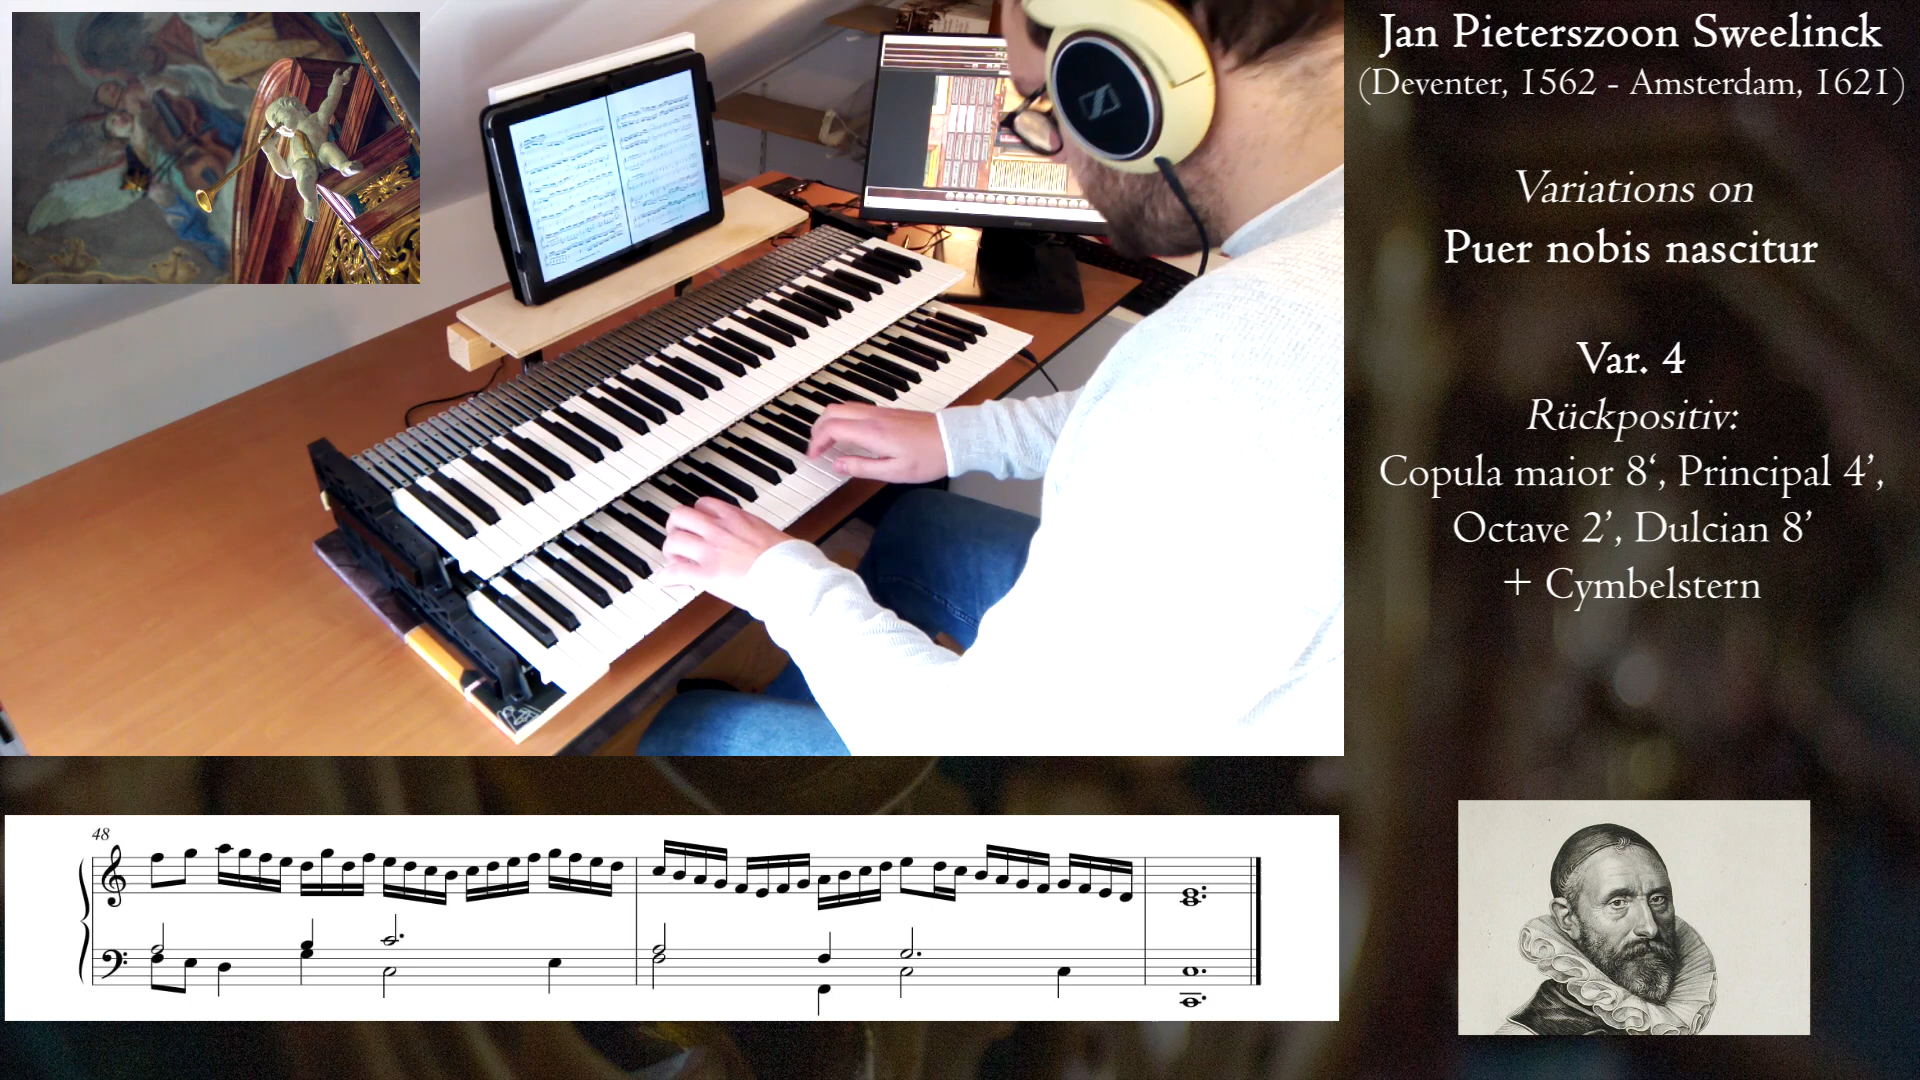 Jan Pieterszoon Sweelinck
(Deventer, 1562 - Amsterdam, 1621)
Variations on
Puer nobis nascitur
Var. 4
Rückpositiv:
Copula maior 8‘, Principal 4’,
Octave 2’, Dulcian 8’
+ Cymbelstern
48